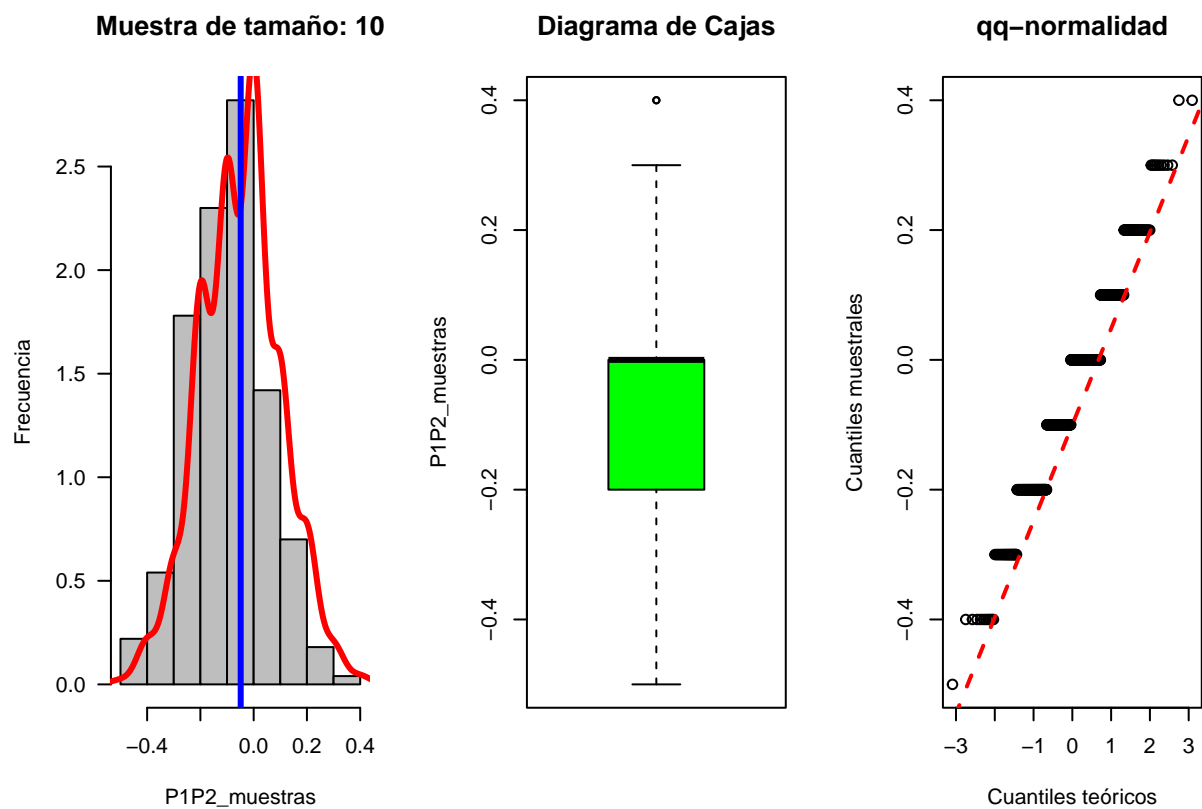 Muestra de tamaño: 10
Frecuencia
2.5
2.0
1.5
1.0
0.5
0.0
−0.4 0.0 0.2 0.4
P1P2_muestras
Diagrama de Cajas
P1P2_muestras
0.4
0.2
0.0
−0.2
−0.4
qq−normalidad
Cuantiles muestrales
0.4
0.2
0.0
−0.2
−0.4
−3 −1 0 1 2 3
Cuantiles teóricos